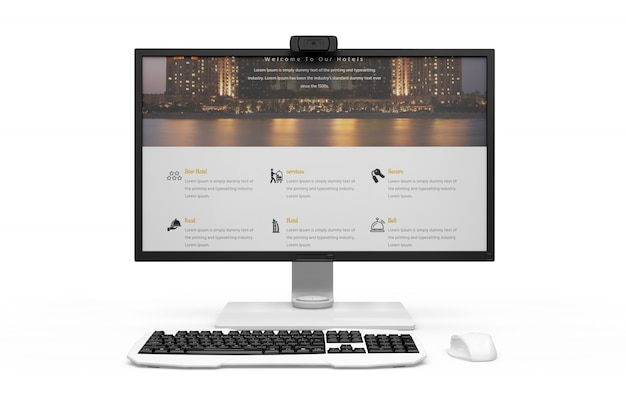 Welcome To Our Hotels
Lorem Ipsum is simply dummy text of the printing and typesetting
industry. Lorem Ipsum has been the industry's standard dummy text ever since
the 1500s.
Star Hotel
Lorem Ipsum is simply dummy text of
the printing and typesetting industry.
Lorem Ipsum.
services
Lorem Ipsum is simply dummy text of
the printing and typesetting industry.
Lorem Ipsum.
Secure
Lorem Ipsum is simply dummy text of
the printing and typesetting industry.
Lorem Ipsum.
Food
Lorem Ipsum is simply dummy text of
the printing and typesetting industry.
Lorem Ipsum.
Hotel
Lorem Ipsum is simply dummy text of
the printing and typesetting industry.
Lorem Ipsum.
Bell
Lorem Ipsum is simply dummy text of
the printing and typesetting industry.
Lorem Ipsum.